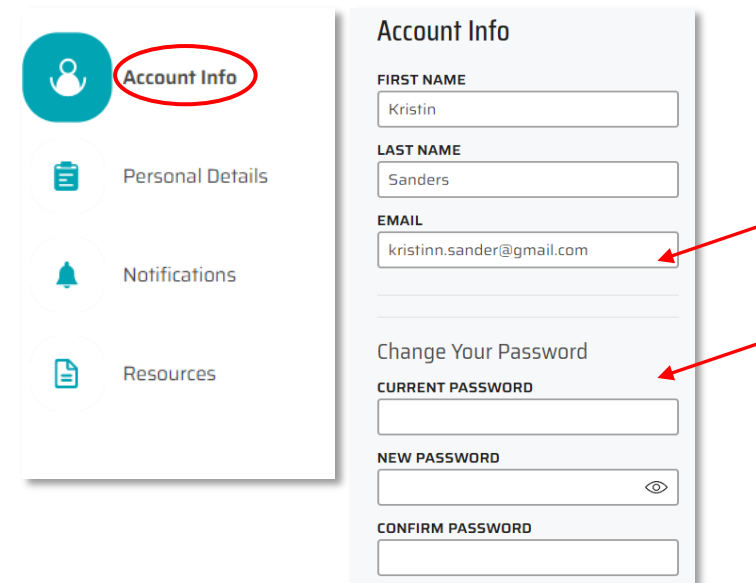 Account Info
Personal Details
Notifications
Resources
Account Info
FIRST NAME
Kristin
LAST NAME
Sanders
EMAIL
kristinn.sander@gmail.com
Change Your Password
CURRENT PASSWORD
NEW PASSWORD
CONFIRM PASSWORD